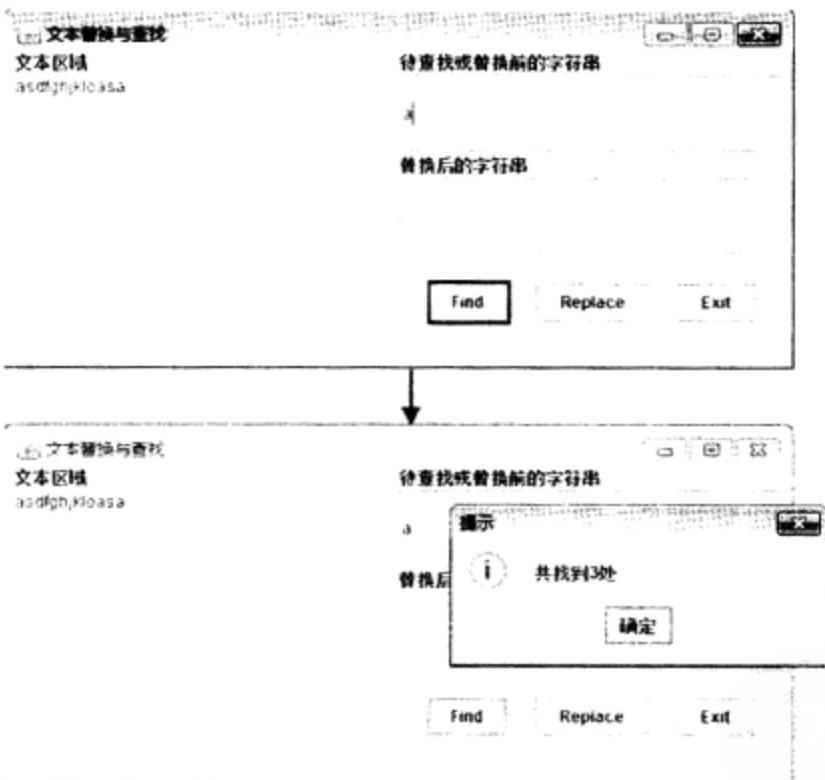 文本替换与查找
文本区域
待查找或替换前的字符串
asdfghjkloasa
a
替换后的字符串
Find Replace Exit
文本替换与查找
文本区域
待查找或替换前的字符串
asdfghjkloasa
a
提示
共找到3处
替换后
确定
Find Replace Exit